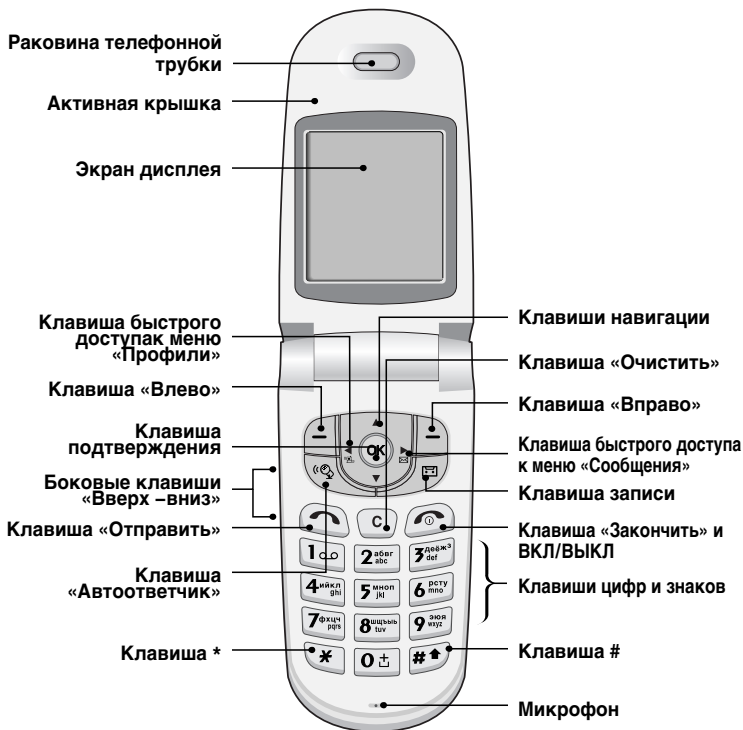 Раковина телефонной
трубки
Активная крышка
Экран дисплея
Клавиша быстрого
доступак меню
«Профили»
Клавиша «Влево»
Клавиша
подтверждения
Боковые клавиши
«Вверх –вниз»
Клавиша «Отправить»
Клавиша
«Автоответчик»
Клавиша *
Клавиши навигации
Клавиша «Очистить»
Клавиша «Вправо»
Клавиша быстрого доступа
к меню «Сообщения»
Клавиша записи
Клавиша «Закончить» и
ВКЛ/ВЫКЛ
Клавиши цифр и знаков
Клавиша #
Микрофон
OK
C
1
2 абвг abc
3 деёжз def
4 ийкл ghi
5 мноп jkl
6 рсту mno
7 фхцч pqrs
8 шщъыь tuv
9 эюя wxyz
*
0
#